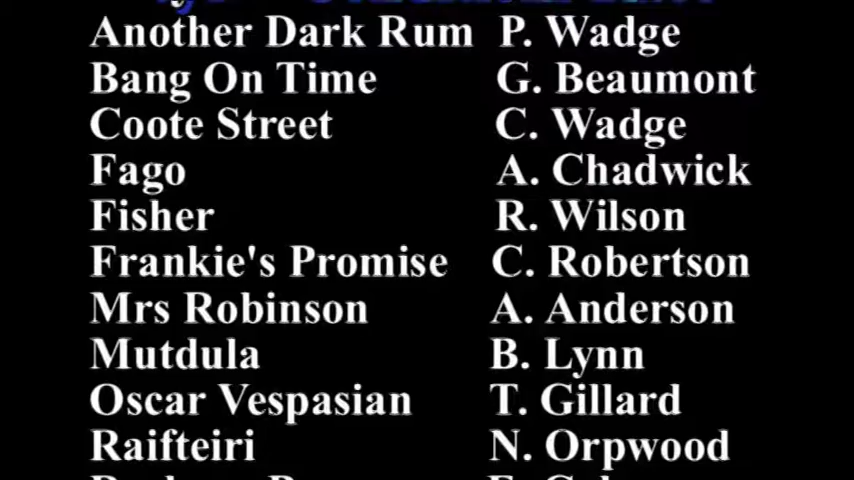 Another Dark Rum P. Wadge
Bang On Time G. Beaumont
Coote Street C. Wadge
Fago A. Chadwick
Fisher R. Wilson
Frankie's Promise C. Robertson
Mrs Robinson A. Anderson
Mutdula B. Lynn
Oscar Vespasian T. Gillard
Raifteiri N. Orpwood